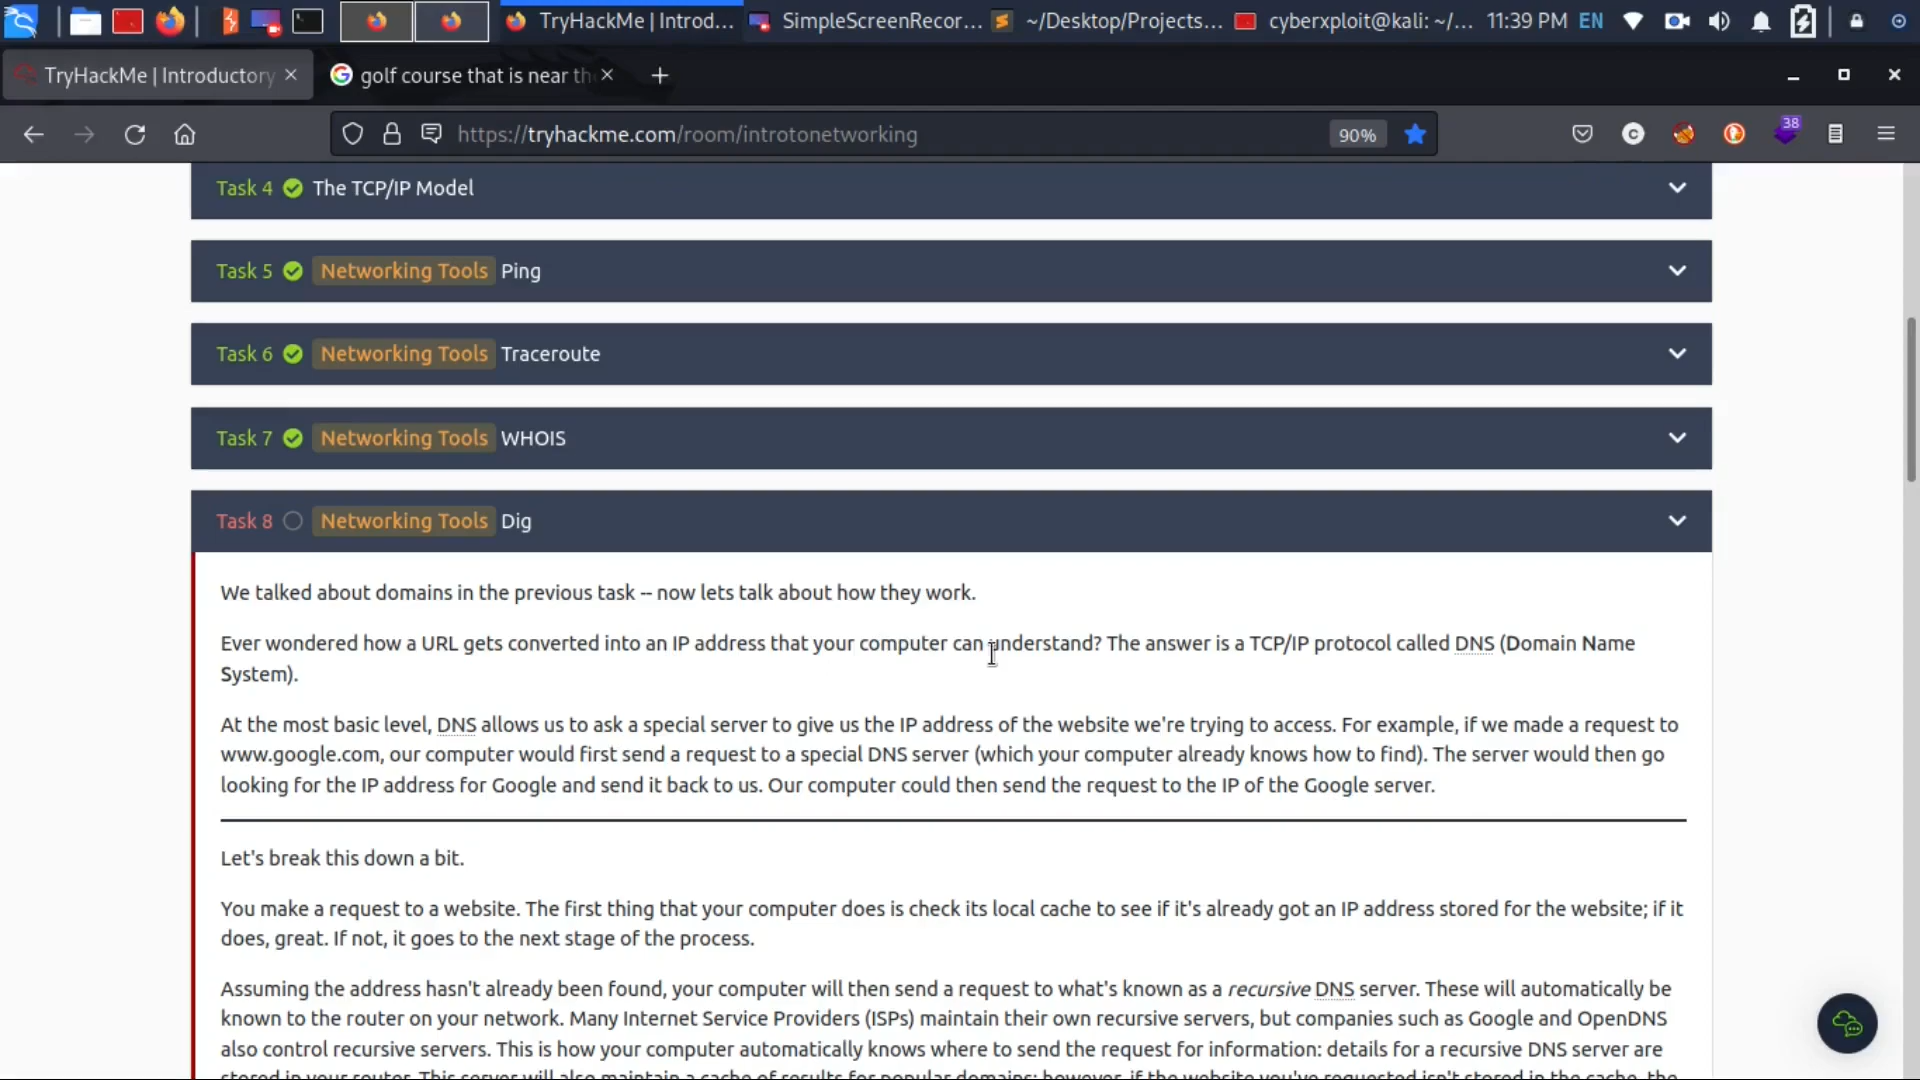 TryHackMe | Introd...
SimpleScreenRecor...
~/Desktop/Projects...
cyberxploit@kali: ~/...
11:39 PM
EN
TryHackMe | Introductory
golf course that is near th
https://tryhackme.com/room/introtonetworking
90%
38
Task 4 The TCP/IP Model
Task 5 Networking Tools Ping
Task 6 Networking Tools Traceroute
Task 7 Networking Tools WHOIS
Task 8 Networking Tools Dig
We talked about domains in the previous task -- now lets talk about how they work.
Ever wondered how a URL gets converted into an IP address that your computer can understand? The answer is a TCP/IP protocol called DNS (Domain Name
System).
At the most basic level, DNS allows us to ask a special server to give us the IP address of the website we're trying to access. For example, if we made a request to
www.google.com, our computer would first send a request to a special DNS server (which your computer already knows how to find). The server would then go
looking for the IP address for Google and send it back to us. Our computer could then send the request to the IP of the Google server.
Let's break this down a bit.
You make a request to a website. The first thing that your computer does is check its local cache to see if it's already got an IP address stored for the website; if it
does, great. If not, it goes to the next stage of the process.
Assuming the address hasn't already been found, your computer will then send a request to what's known as a recursive DNS server. These will automatically be
known to the router on your network. Many Internet Service Providers (ISPs) maintain their own recursive servers, but companies such as Google and OpenDNS
also control recursive servers. This is how your computer automatically knows where to send the request for information: details for a recursive DNS server are
stored in your router. This server will also maintain a cache of results for popular domains; however, if the website you've requested isn't stored in the cache, the